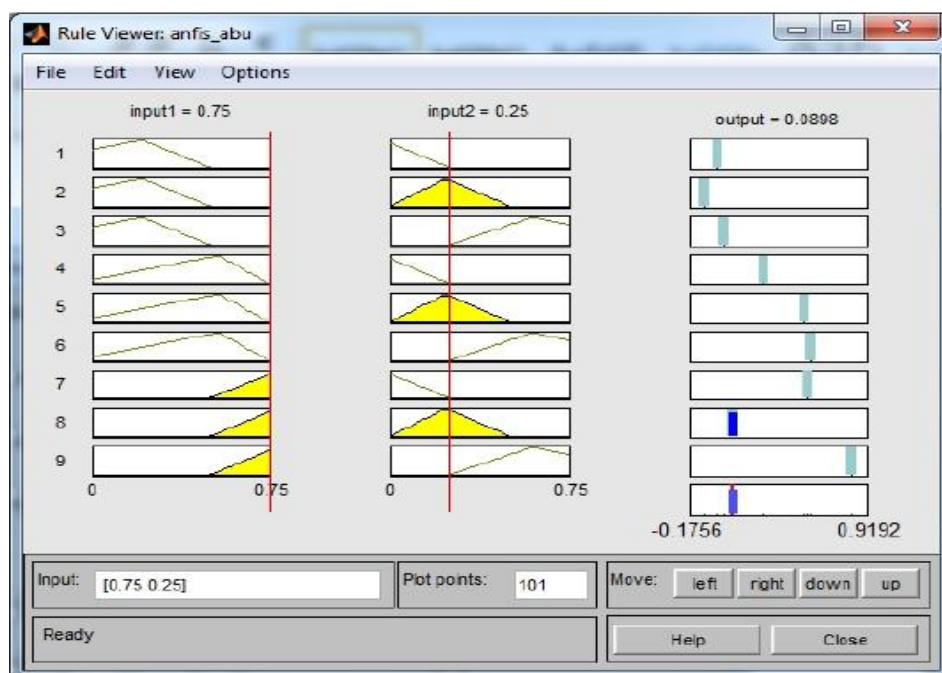 Rule Viewer: anfis_abu
File Edit View Options
input1 = 0.75 input2 = 0.25 output = 0.0898
1
2
3
4
5
6
7
8
9
0 0.75 0 0.75
-0.1756 0.9192
Input: [0.75 0.25] Plot points: 101 Move: left right down up
Ready Help Close